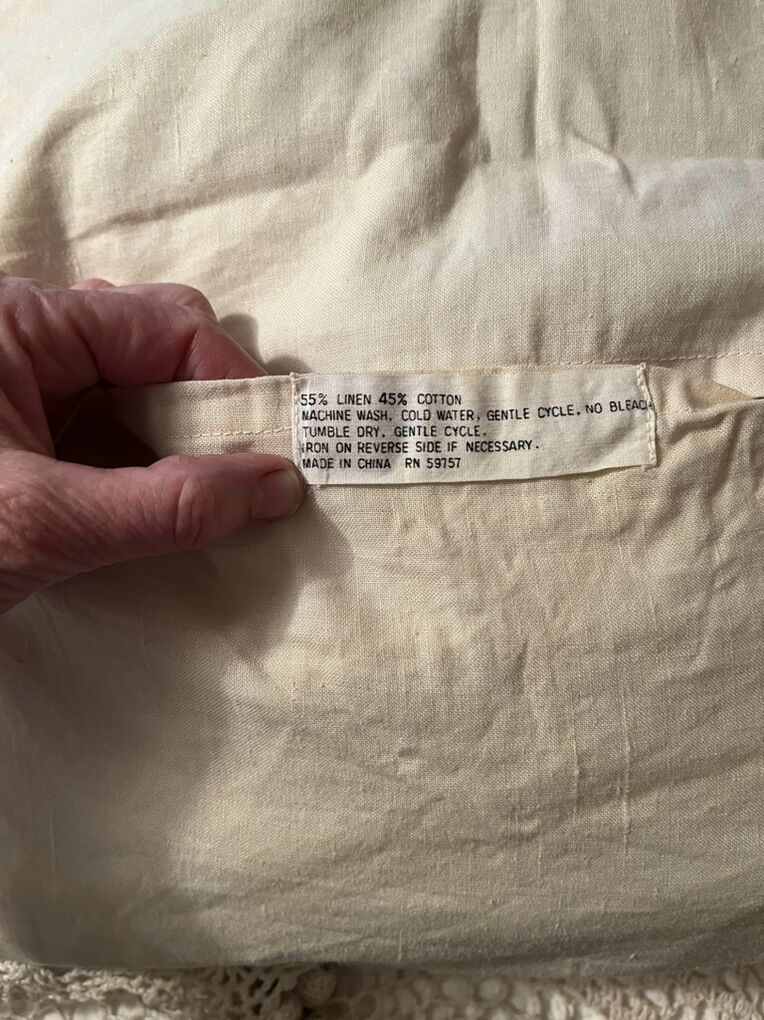 55% LINEN 45% COTTON
MACHINE WASH, COLD WATER, GENTLE CYCLE, NO BLEACH
TUMBLE DRY, GENTLE CYCLE.
IRON ON REVERSE SIDE IF NECESSARY.
MADE IN CHINA RN 59757